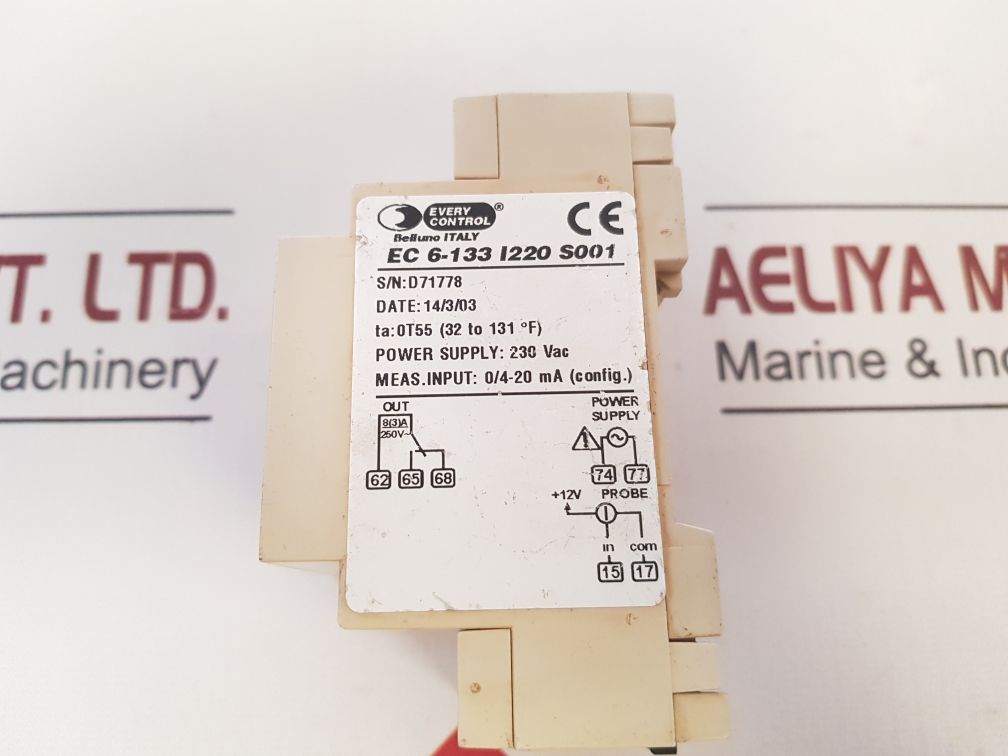 EVERY
CONTROL®
Belluno ITALY
CE
EC 6-133 I220 S001
S/N:D71778
DATE: 14/3/03
ta:0T55 (32 to 131 °F)
POWER SUPPLY: 230 Vac
MEAS.INPUT: 0/4-20 mA (config.)
OUT
8(3)A
250V~
62 65 68
POWER
SUPPLY
74 77
+12V PROBE
in com
15 17
T. LTD.
achinery
AELIYA M
Marine & Ind